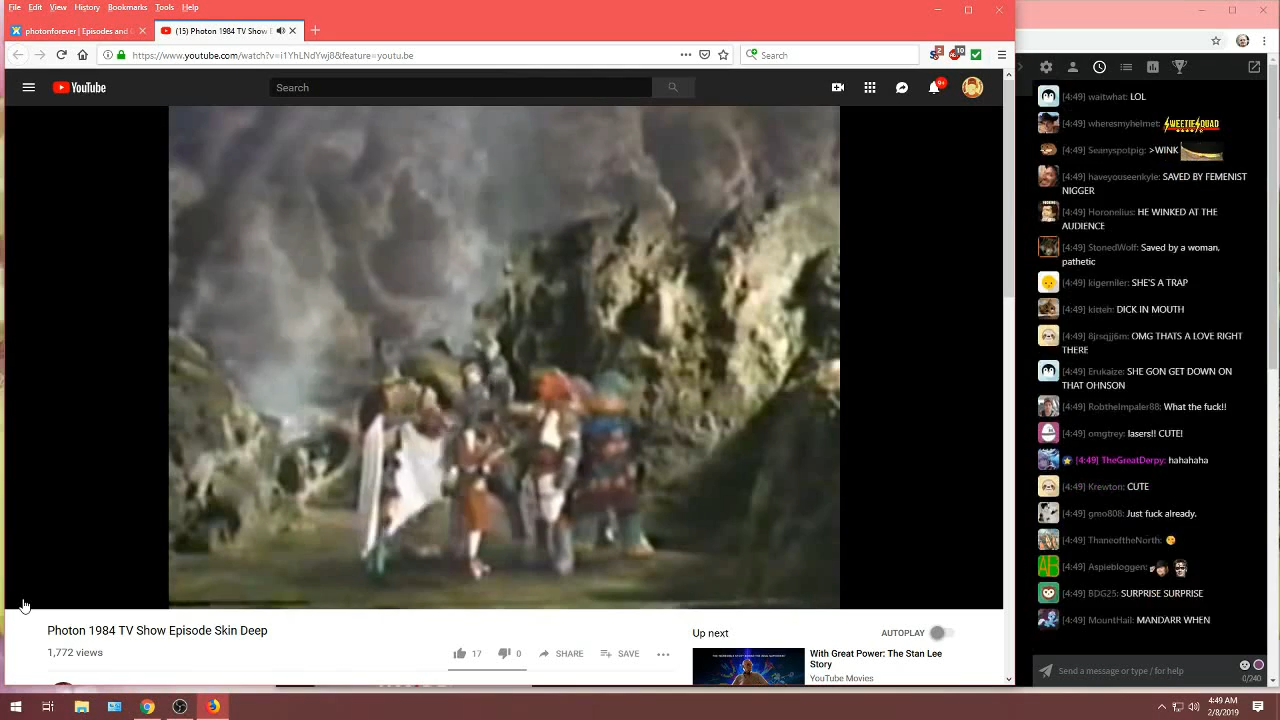 File Edit View History Bookmarks Tools Help
photonforever | Episodes and
(15) Photon 1984 TV Show E
https://www.youtube.com/watch?v=i1YhLNdYwj8&feature=youtu.be
Search
2
10
YouTube
Search
9+
[4:49] waitwhat: LOL
[4:49] wheresmyhelmet: SWEETIE SQUAD
[4:49] Seanyspotpig: >WINK
[4:49] haveyouseenkyle: SAVED BY FEMENIST
NIGGER
[4:49] Horonelius: HE WINKED AT THE
AUDIENCE
[4:49] StonedWolf: Saved by a woman,
pathetic
[4:49] kigerniler: SHE'S A TRAP
[4:49] kitteh: DICK IN MOUTH
[4:49] 8jrsqjj6m: OMG THATS A LOVE RIGHT
THERE
[4:49] Erukaize: SHE GON GET DOWN ON
THAT OHNSON
[4:49] RobtheImpaler88: What the fuck!!
[4:49] omgtrey: lasers!! CUTE!
[4:49] TheGreatDerpy: hahahaha
[4:49] Krewton: CUTE
[4:49] gmo808: Just fuck already.
[4:49] ThaneoftheNorth:
AB [4:49] Aspiebloggen:
[4:49] BDG25: SURPRISE SURPRISE
[4:49] MountHail: MANDARR WHEN
Send a message or type / for help
0/240
Photon 1984 TV Show Episode Skin Deep
1,772 views
17
0
SHARE
SAVE
Up next
AUTOPLAY
With Great Power: The Stan Lee
Story
YouTube Movies
4:49 AM
2/8/2019